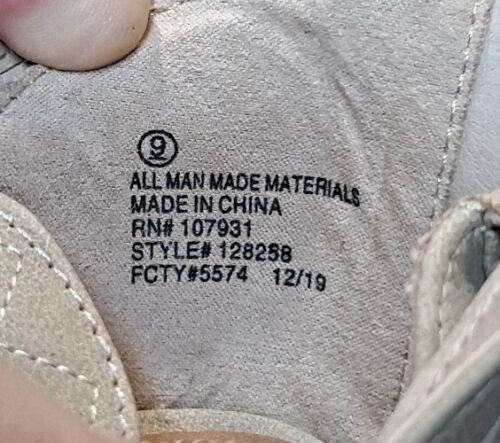 9
ALL MAN MADE MATERIALS
MADE IN CHINA
RN# 107931
STYLE# 128258
FCTY#5574 12/19